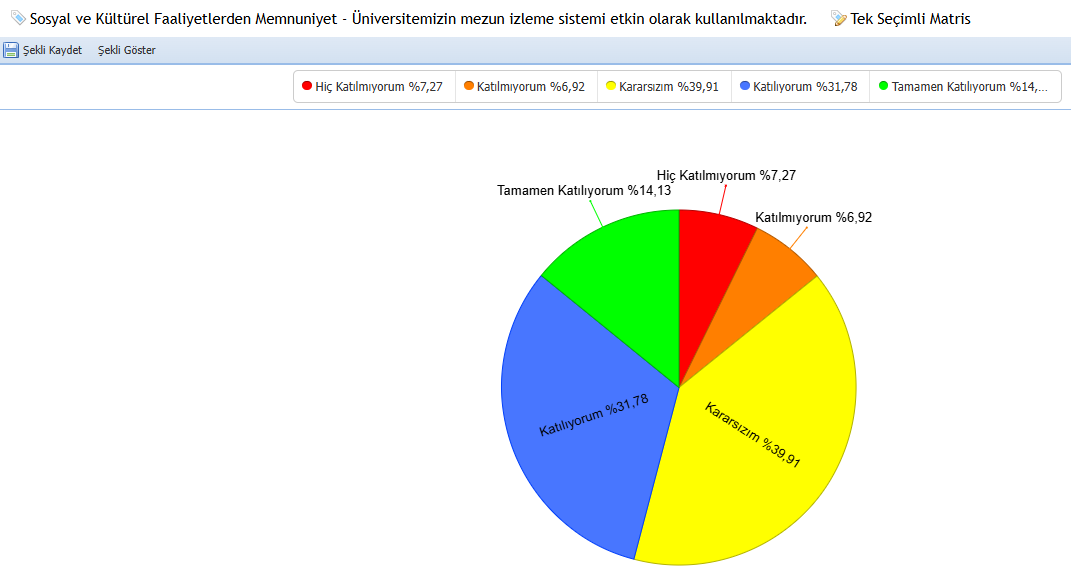 Sosyal ve Kültürel Faaliyetlerden Memnuniyet - Üniversitemizin mezun izleme sistemi etkin olarak kullanılmaktadır. Tek Seçimli Matris
Şekli Kaydet Şekli Göster
Hiç Katılmıyorum %7,27 Katılmıyorum %6,92 Kararsızım %39,91 Katılıyorum %31,78 Tamamen Katılıyorum %14,...
Hiç Katılmıyorum %7,27
Tamamen Katılıyorum %14,13
Katılmıyorum %6,92
Katılıyorum %31,78
Kararsızım %39,91